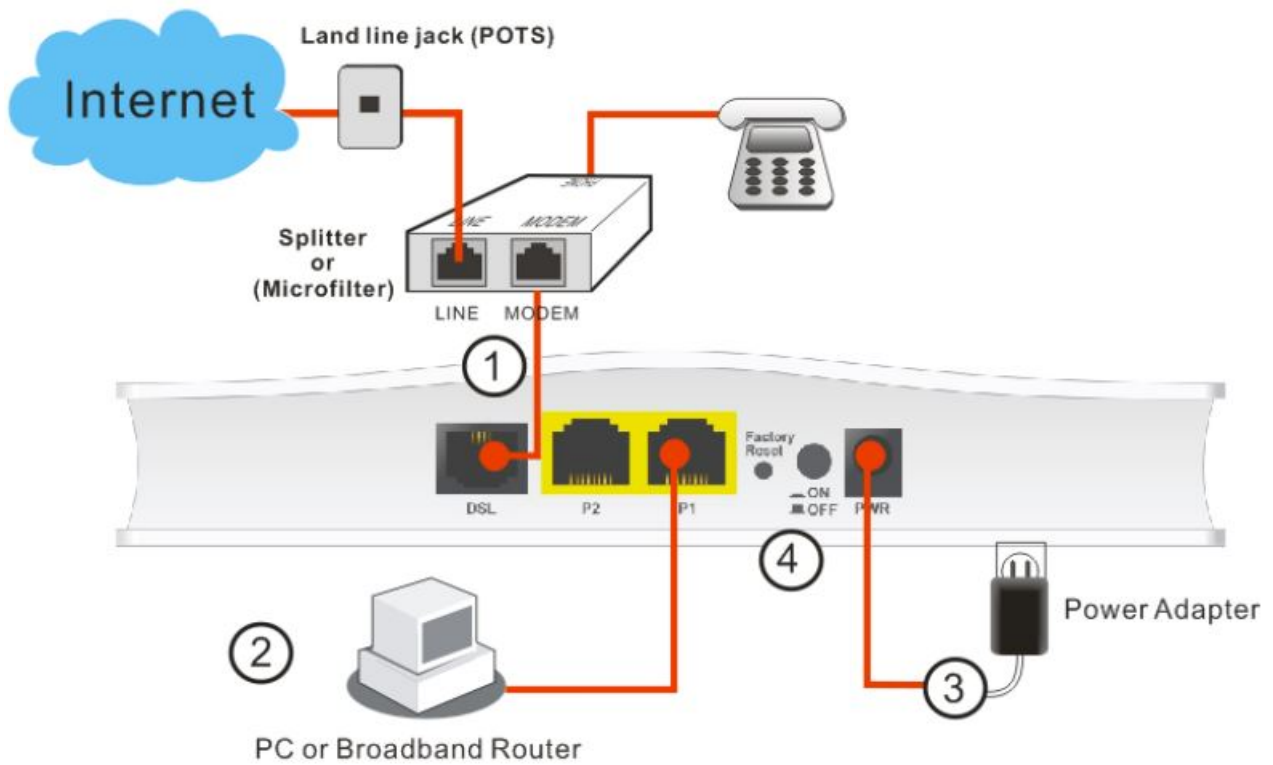 Land line jack (POTS)
Internet
LINE MODEM
Splitter
or
(Microfilter)
LINE MODEM
1
Factory
Reset
ON
OFF
DSL P2 P1 PWR
4
2
Power Adapter
3
PC or Broadband Router